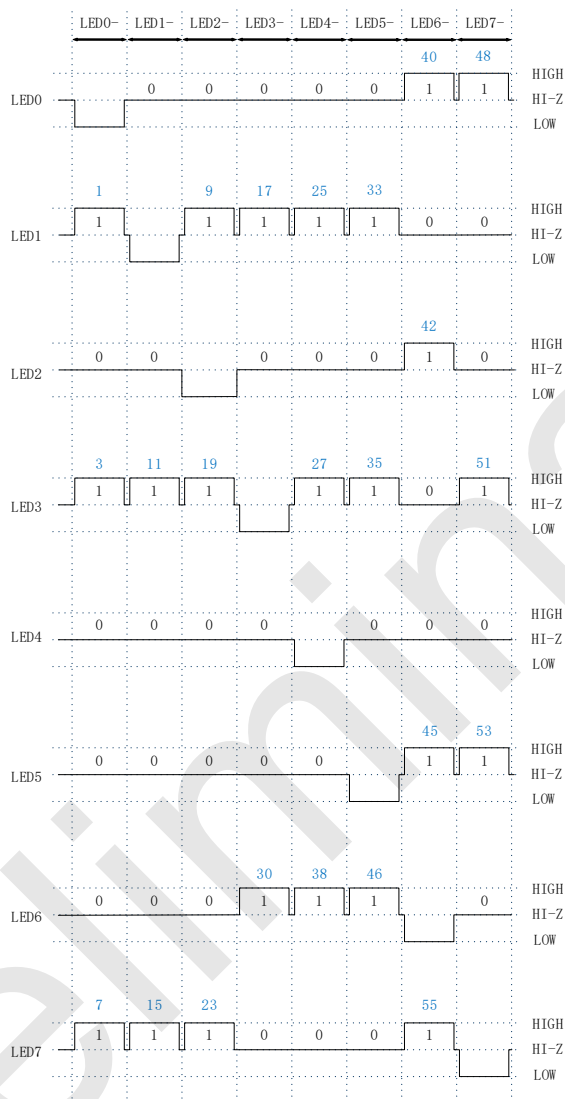 LED0- LED1- LED2- LED3- LED4- LED5- LED6- LED7-
40 48
HIGH
0 0 0 0 0 1 1
LED0 HI-Z
LOW
1 9 17 25 33
HIGH
1 1 1 1 1 0 0
LED1 HI-Z
LOW
42
HIGH
0 0 0 0 0 1 0
LED2 HI-Z
LOW
3 11 19 27 35 51
HIGH
1 1 1 1 1 0 1
LED3 HI-Z
LOW
HIGH
0 0 0 0 0 0 0
LED4 HI-Z
LOW
45 53
HIGH
0 0 0 0 0 1 1
LED5 HI-Z
LOW
30 38 46
HIGH
0 0 0 1 1 1 0
LED6 HI-Z
LOW
7 15 23 55
HIGH
1 1 1 0 0 0 1
LED7 HI-Z
LOW
elimin